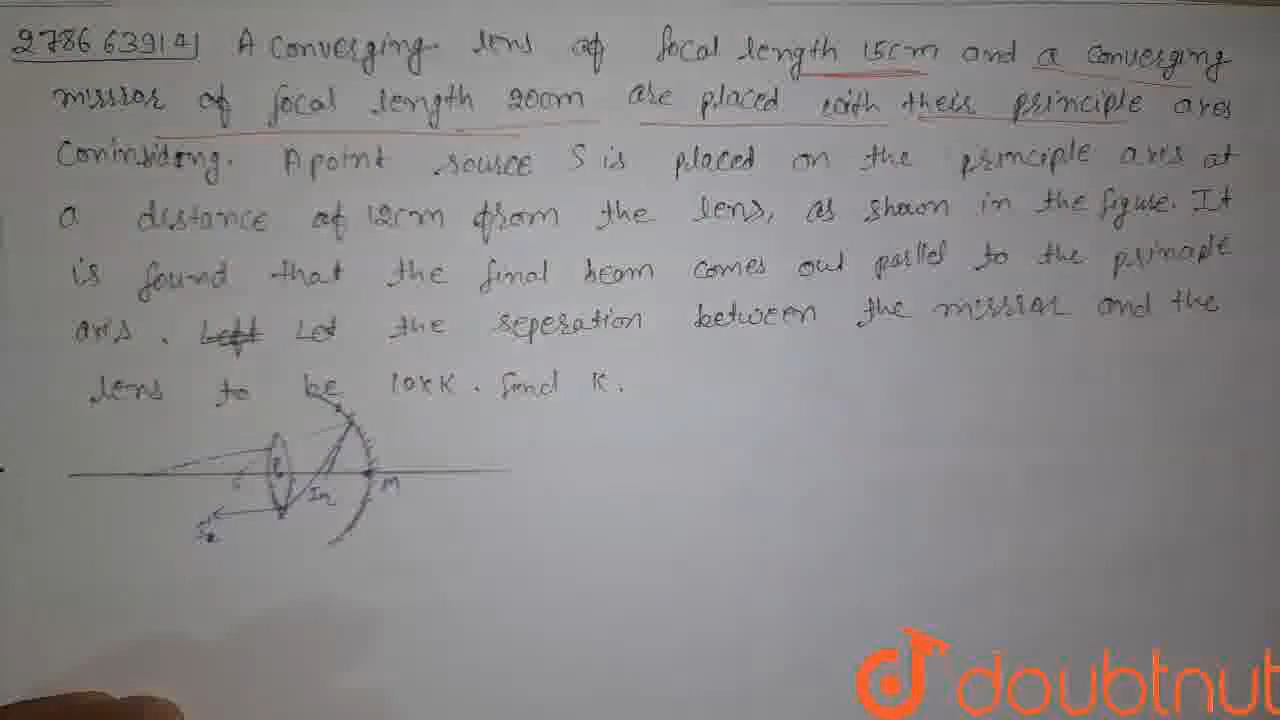 278663914) A converging lens of focal length 15cm and a converging
mirror of focal length 20cm are placed with their principle axes
Coninsiding. A point source S is placed on the principle axis at
a distance of 12cm from the lens, as shown in the figure. It
is found that the final beam comes out parllel to the principle
axis. Left Let the seperation between the mirror and the
lens to be 10xK. find K.
M
doubtnut